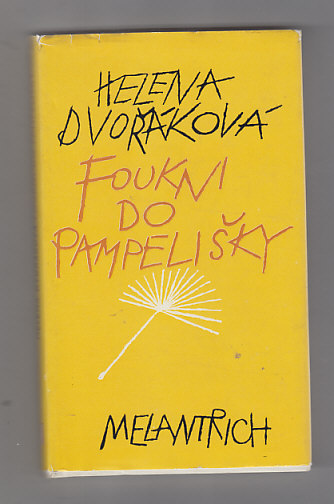 HELENA
DVOŘÁKOVÁ
FOUKNI
DO
PAMPELIŠKY
MELANTRICH